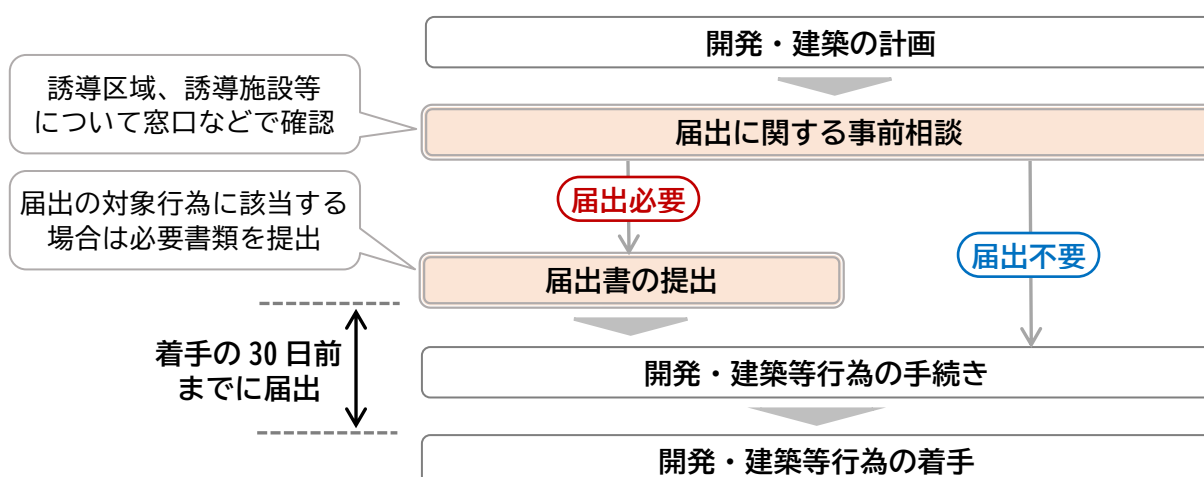 開発・建築の計画
誘導区域、誘導施設等
について窓口などで確認
届出に関する事前相談
届出必要
届出の対象行為に該当する
場合は必要書類を提出
届出不要
届出書の提出
着手の 30 日前
までに届出
開発・建築等行為の手続き
開発・建築等行為の着手